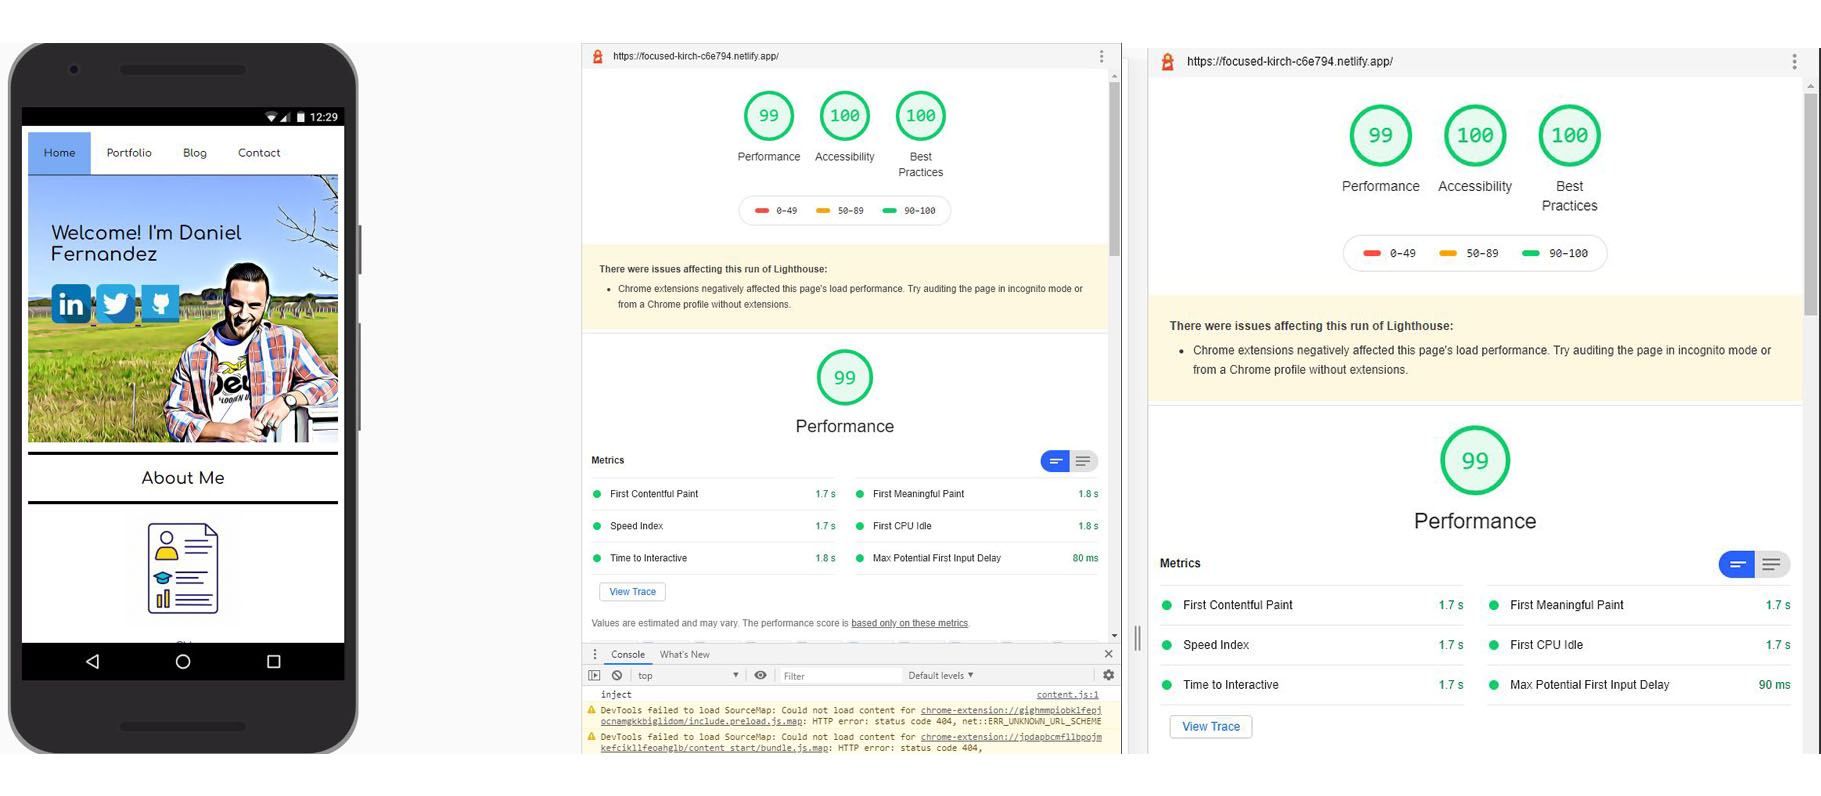 12:29
Home Portfolio Blog Contact
Welcome! I'm Daniel
Fernandez
in
About Me
https://focused-kirch-c6e794.netlify.app/
99 100 100
Performance Accessibility Best
Practices
0–49 50–89 90–100
There were issues affecting this run of Lighthouse:
Chrome extensions negatively affected this page's load performance. Try auditing the page in incognito mode or
from a Chrome profile without extensions.
99
Performance
Metrics
First Contentful Paint 1.7 s First Meaningful Paint 1.8 s
Speed Index 1.7 s First CPU Idle 1.8 s
Time to Interactive 1.8 s Max Potential First Input Delay 80 ms
View Trace
Values are estimated and may vary. The performance score is based only on these metrics.
Console What's New
top Filter Default levels
inject content.js:1
DevTools failed to load SourceMap: Could not load content for chrome-extension://gighmmpiobklfepj
ocnamgkkbiglidom/include.preload.js.map: HTTP error: status code 404, net::ERR_UNKNOWN_URL_SCHEME
DevTools failed to load SourceMap: Could not load content for chrome-extension://jpdapbcmfllbpojm
kefcikllfeoahglb/content start/bundle.js.map: HTTP error: status code 404,
https://focused-kirch-c6e794.netlify.app/
99 100 100
Performance Accessibility Best
Practices
0–49 50–89 90–100
There were issues affecting this run of Lighthouse:
Chrome extensions negatively affected this page's load performance. Try auditing the page in incognito mode or
from a Chrome profile without extensions.
99
Performance
Metrics
First Contentful Paint 1.7 s First Meaningful Paint 1.7 s
Speed Index 1.7 s First CPU Idle 1.7 s
Time to Interactive 1.7 s Max Potential First Input Delay 90 ms
View Trace